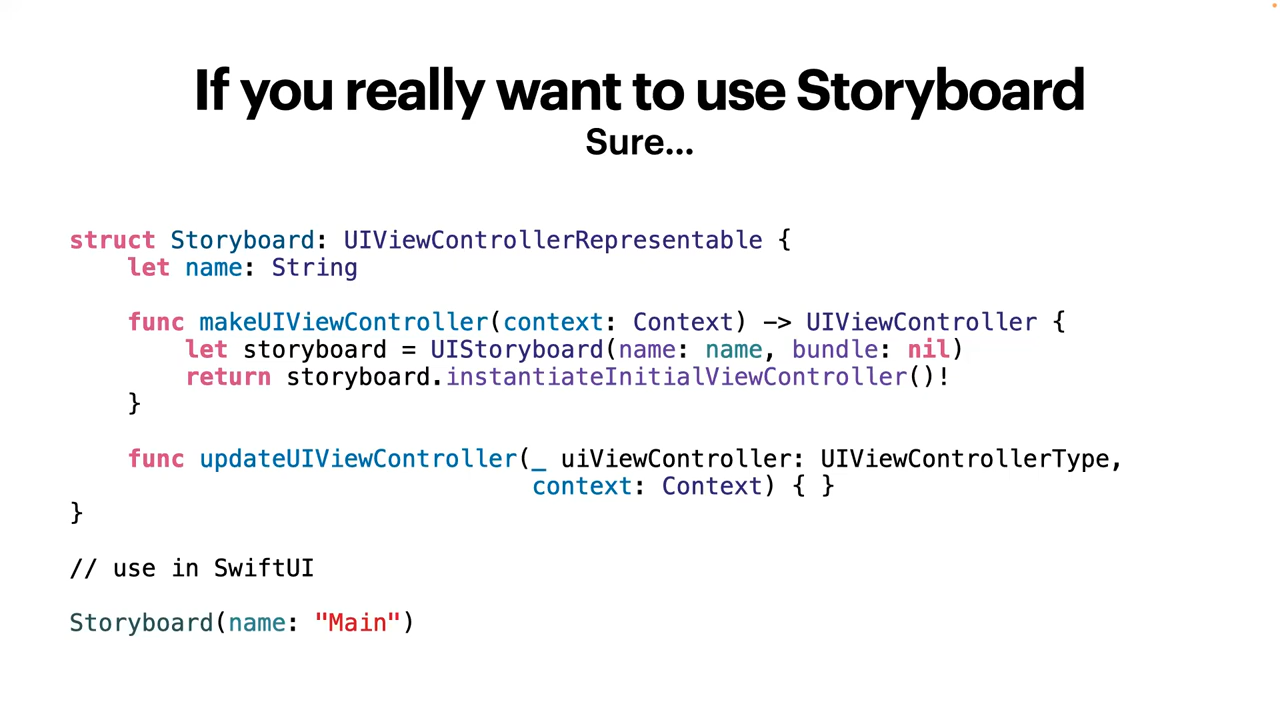 If you really want to use Storyboard
Sure...
struct Storyboard: UIViewControllerRepresentable {
    let name: String
    func makeUIViewController(context: Context) -> UIViewController {
        let storyboard = UIStoryboard(name: name, bundle: nil)
        return storyboard.instantiateInitialViewController()!
    }
    func updateUIViewController(_ uiViewController: UIViewControllerType,
                                context: Context) { }
}
// use in SwiftUI
Storyboard(name: "Main")